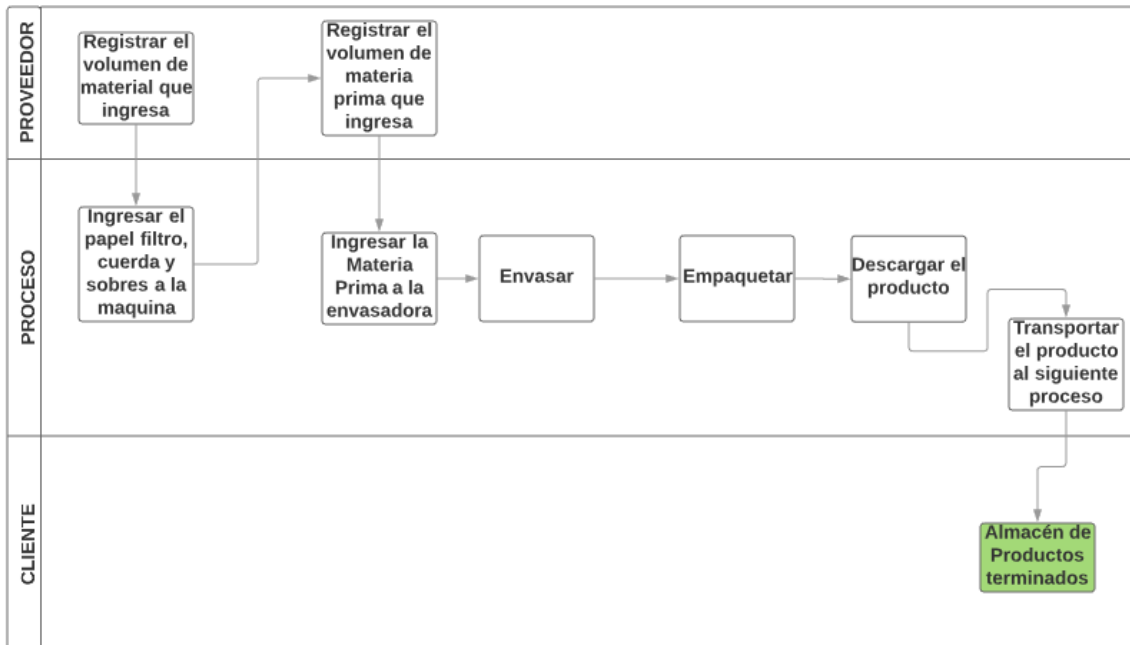 PROVEEDOR
Registrar el
volumen de
material que
ingresa
Registrar el
volumen de
materia
prima que
ingresa
PROCESO
Ingresar el
papel filtro,
cuerda y
sobres a la
maquina
Ingresar la
Materia
Prima a la
envasadora
Envasar
Empaquetar
Descargar el
producto
Transportar
el producto
al siguiente
proceso
CLIENTE
Almacén de
Productos
terminados